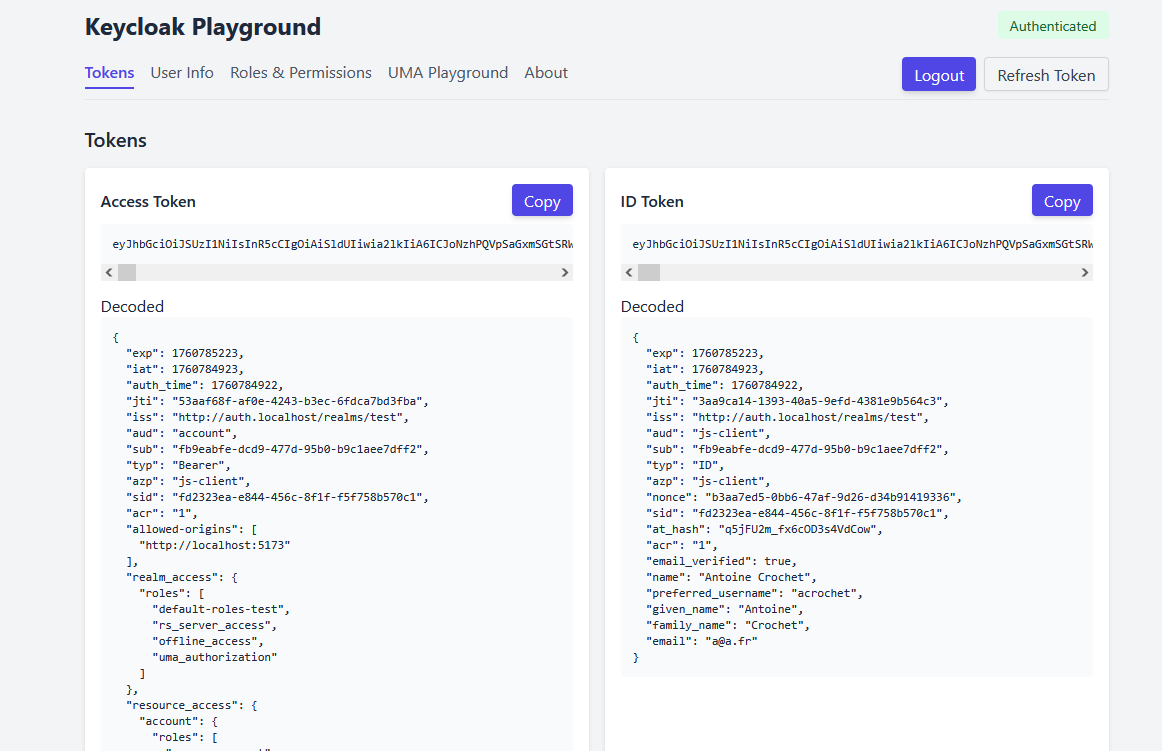 Keycloak Playground
Authenticated
Tokens User Info Roles & Permissions UMA Playground About
Logout Refresh Token
Tokens
Access Token
Copy
eyJhbGciOiJSUzI1NiIsInR5cCIgOiAiSldUIiwia2lkIiA6ICJoNzhPQVpSaGxmSGtSRW
Decoded
{
"exp": 1760785223,
"iat": 1760784923,
"auth_time": 1760784922,
"jti": "53aaf68f-af0e-4243-b3ec-6fdca7bd3fba",
"iss": "http://auth.localhost/realms/test",
"aud": "account",
"sub": "fb9eabfe-dcd9-477d-95b0-b9c1aee7dff2",
"typ": "Bearer",
"azp": "js-client",
"sid": "fd2323ea-e844-456c-8f1f-f5f758b570c1",
"acr": "1",
"allowed-origins": [
"http://localhost:5173"
],
"realm_access": {
"roles": [
"default-roles-test",
"rs_server_access",
"offline_access",
"uma_authorization"
]
},
"resource_access": {
"account": {
"roles": [
ID Token
Copy
eyJhbGciOiJSUzI1NiIsInR5cCIgOiAiSldUIiwia2lkIiA6ICJoNzhPQVpSaGxmSGtSRW
Decoded
{
"exp": 1760785223,
"iat": 1760784923,
"auth_time": 1760784922,
"jti": "3aa9ca14-1393-40a5-9efd-4381e9b564c3",
"iss": "http://auth.localhost/realms/test",
"aud": "js-client",
"sub": "fb9eabfe-dcd9-477d-95b0-b9c1aee7dff2",
"typ": "ID",
"azp": "js-client",
"nonce": "b3aa7ed5-0bb6-47af-9d26-d34b91419336",
"sid": "fd2323ea-e844-456c-8f1f-f5f758b570c1",
"at_hash": "q5jFU2m_fx6cOD3s4VdCow",
"acr": "1",
"email_verified": true,
"name": "Antoine Crochet",
"preferred_username": "acrochet",
"given_name": "Antoine",
"family_name": "Crochet",
"email": "a@a.fr"
}